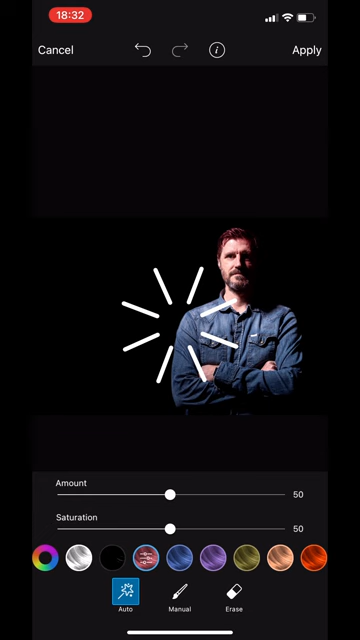 18:32
Cancel
Apply
Amount
50
Saturation
50
Auto
Manual
Erase